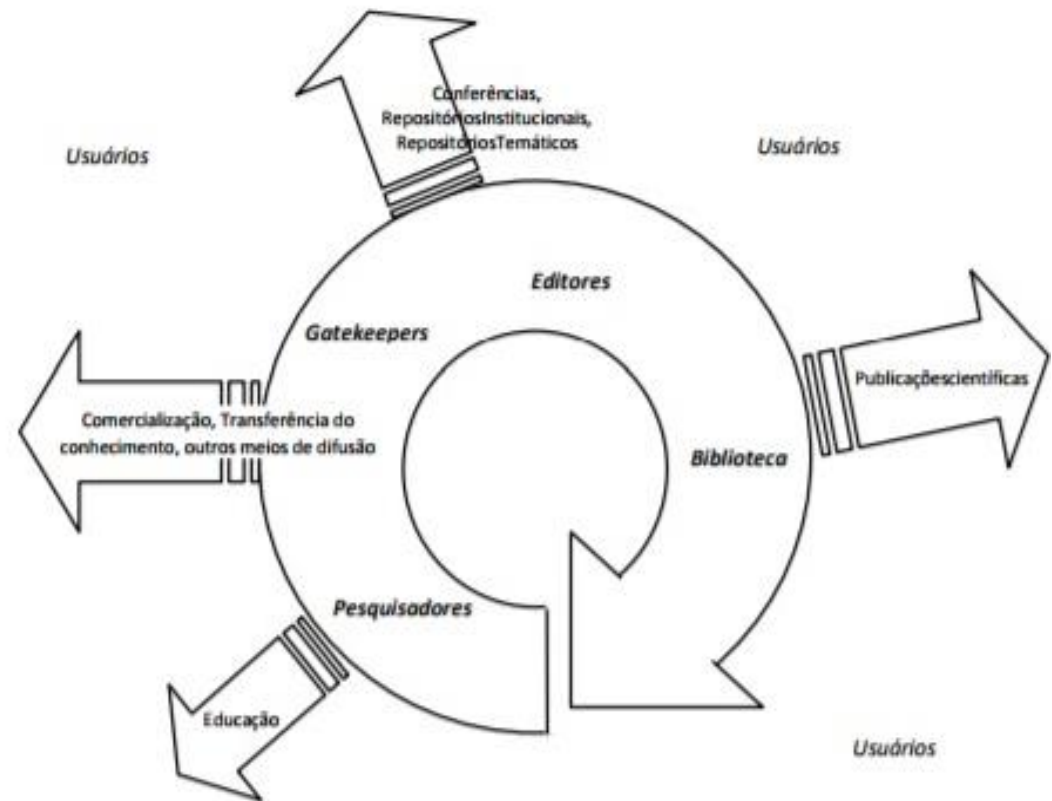 Conferências,
RepositóriosInstitucionais,
RepositóriosTemáticos
Usuários
Usuários
Editores
Gatekeepers
Publicaçõescientíficas
Comercialização, Transferência do
conhecimento, outros meios de difusão
Biblioteca
Pesquisadores
Educação
Usuários